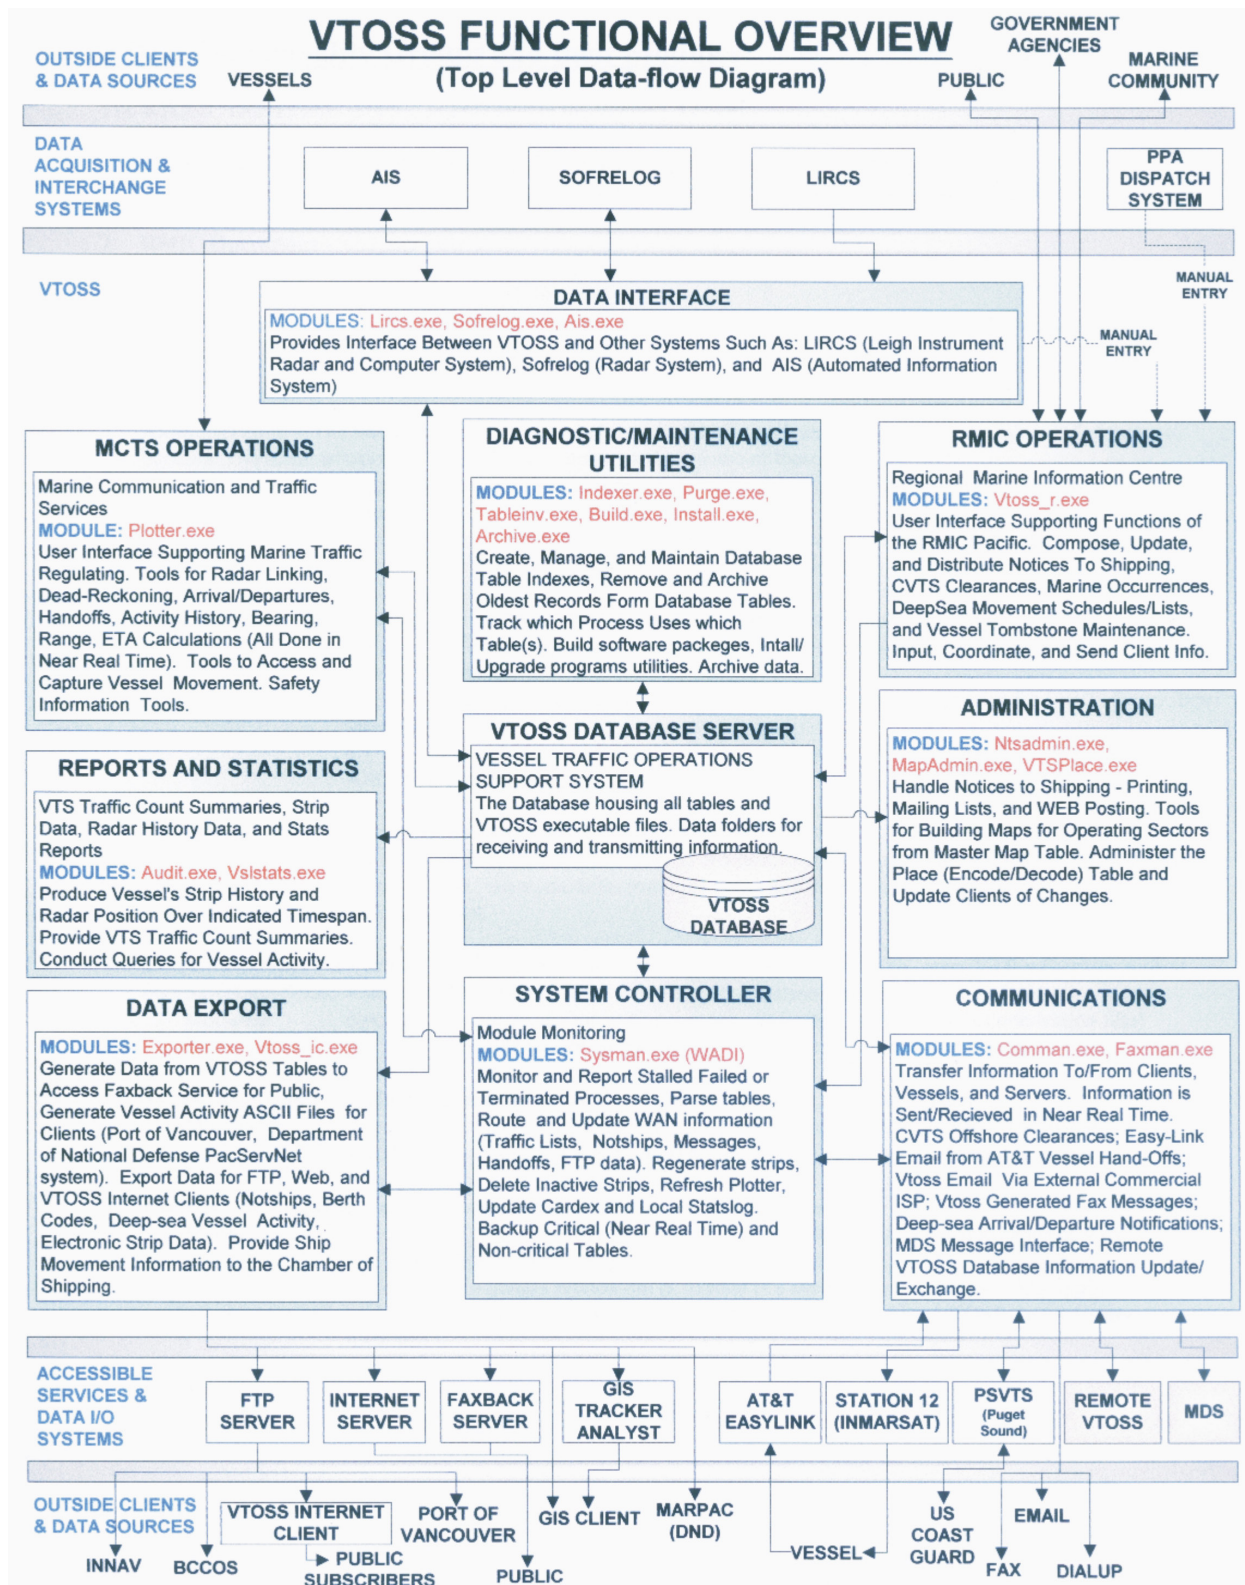 VTOSS FUNCTIONAL OVERVIEW
(Top Level Data-flow Diagram)
OUTSIDE CLIENTS
& DATA SOURCES
VESSELS
PUBLIC
GOVERNMENT
AGENCIES
MARINE
COMMUNITY
DATA
ACQUISITION &
INTERCHANGE
SYSTEMS
AIS
SOFRELOG
LIRCS
PPA
DISPATCH
SYSTEM
VTOSS
MANUAL
ENTRY
DATA INTERFACE
MODULES: Lircs.exe, Sofrelog.exe, Ais.exe
Provides Interface Between VTOSS and Other Systems Such As: LIRCS (Leigh Instrument
Radar and Computer System), Sofrelog (Radar System), and AIS (Automated Information
System)
MANUAL
ENTRY
MCTS OPERATIONS
Marine Communication and Traffic
Services
MODULE: Plotter.exe
User Interface Supporting Marine Traffic
Regulating. Tools for Radar Linking,
Dead-Reckoning, Arrival/Departures,
Handoffs, Activity History, Bearing,
Range, ETA Calculations (All Done in
Near Real Time). Tools to Access and
Capture Vessel Movement. Safety
Information Tools.
DIAGNOSTIC/MAINTENANCE
UTILITIES
MODULES: Indexer.exe, Purge.exe,
Tableinv.exe, Build.exe, Install.exe,
Archive.exe
Create, Manage, and Maintain Database
Table Indexes, Remove and Archive
Oldest Records Form Database Tables.
Track which Process Uses which
Table(s). Build software packeges, Intall/
Upgrade programs utilities. Archive data.
RMIC OPERATIONS
Regional Marine Information Centre
MODULES: Vtoss_r.exe
User Interface Supporting Functions of
the RMIC Pacific. Compose, Update,
and Distribute Notices To Shipping,
CVTS Clearances, Marine Occurrences,
DeepSea Movement Schedules/Lists,
and Vessel Tombstone Maintenance.
Input, Coordinate, and Send Client Info.
VTOSS DATABASE SERVER
VESSEL TRAFFIC OPERATIONS
SUPPORT SYSTEM
The Database housing all tables and
VTOSS executable files. Data folders for
receiving and transmitting information.
VTOSS
DATABASE
REPORTS AND STATISTICS
VTS Traffic Count Summaries, Strip
Data, Radar History Data, and Stats
Reports
MODULES: Audit.exe, Vslstats.exe
Produce Vessel's Strip History and
Radar Position Over Indicated Timespan.
Provide VTS Traffic Count Summaries.
Conduct Queries for Vessel Activity.
ADMINISTRATION
MODULES: Ntsadmin.exe,
MapAdmin.exe, VTSPlace.exe
Handle Notices to Shipping - Printing,
Mailing Lists, and WEB Posting. Tools
for Building Maps for Operating Sectors
from Master Map Table. Administer the
Place (Encode/Decode) Table and
Update Clients of Changes.
DATA EXPORT
MODULES: Exporter.exe, Vtoss_ic.exe
Generate Data from VTOSS Tables to
Access Faxback Service for Public,
Generate Vessel Activity ASCII Files for
Clients (Port of Vancouver, Department
of National Defense PacServNet
system). Export Data for FTP, Web, and
VTOSS Internet Clients (Notships, Berth
Codes, Deep-sea Vessel Activity,
Electronic Strip Data). Provide Ship
Movement Information to the Chamber of
Shipping.
SYSTEM CONTROLLER
Module Monitoring
MODULES: Sysman.exe (WADI)
Monitor and Report Stalled Failed or
Terminated Processes, Parse tables,
Route and Update WAN information
(Traffic Lists, Notships, Messages,
Handoffs, FTP data). Regenerate strips,
Delete Inactive Strips, Refresh Plotter,
Update Cardex and Local Statslog.
Backup Critical (Near Real Time) and
Non-critical Tables.
COMMUNICATIONS
MODULES: Comman.exe, Faxman.exe
Transfer Information To/From Clients,
Vessels, and Servers. Information is
Sent/Recieved in Near Real Time.
CVTS Offshore Clearances; Easy-Link
Email from AT&T Vessel Hand-Offs;
Vtoss Email Via External Commercial
ISP; Vtoss Generated Fax Messages;
Deep-sea Arrival/Departure Notifications;
MDS Message Interface; Remote
VTOSS Database Information Update/
Exchange.
ACCESSIBLE
SERVICES &
DATA I/O
SYSTEMS
FTP
SERVER
INTERNET
SERVER
FAXBACK
SERVER
GIS
TRACKER
ANALYST
AT&T
EASYLINK
STATION 12
(INMARSAT)
PSVTS
(Puget
Sound)
REMOTE
VTOSS
MDS
OUTSIDE CLIENTS
& DATA SOURCES
INNAV
BCCOS
VTOSS INTERNET
CLIENT
PUBLIC
SUBSCRIBERS
PORT OF
VANCOUVER
PUBLIC
GIS CLIENT
MARPAC
(DND)
VESSEL
US
COAST
GUARD
FAX
EMAIL
DIALUP